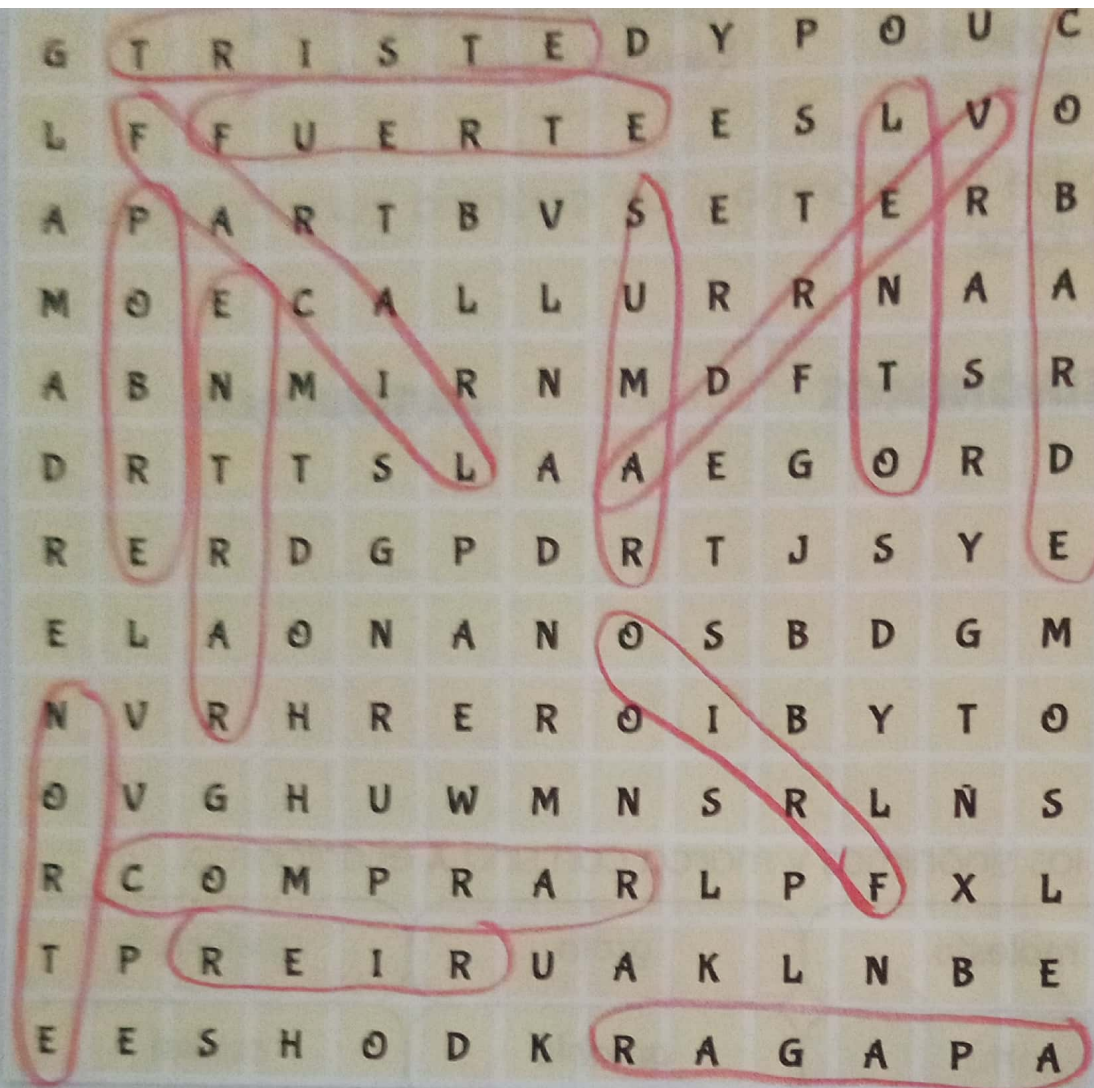 G T R I S T E D Y P O U C
L F F U E R T E E S L V O
A P A R T B V S E T E R B
M O E C A L L U R R N A A
A B N M I R N M D F T S R
D R T T S L A A E G O R D
R E R D G P D R T J S Y E
E L A O N A N O S B D G M
N V R H R E R O I B Y T O
O V G H U W M N S R L Ñ S
R C O M P R A R L P F X L
T P R E I R U A K L N B E
E E S H O D K R A G A P A